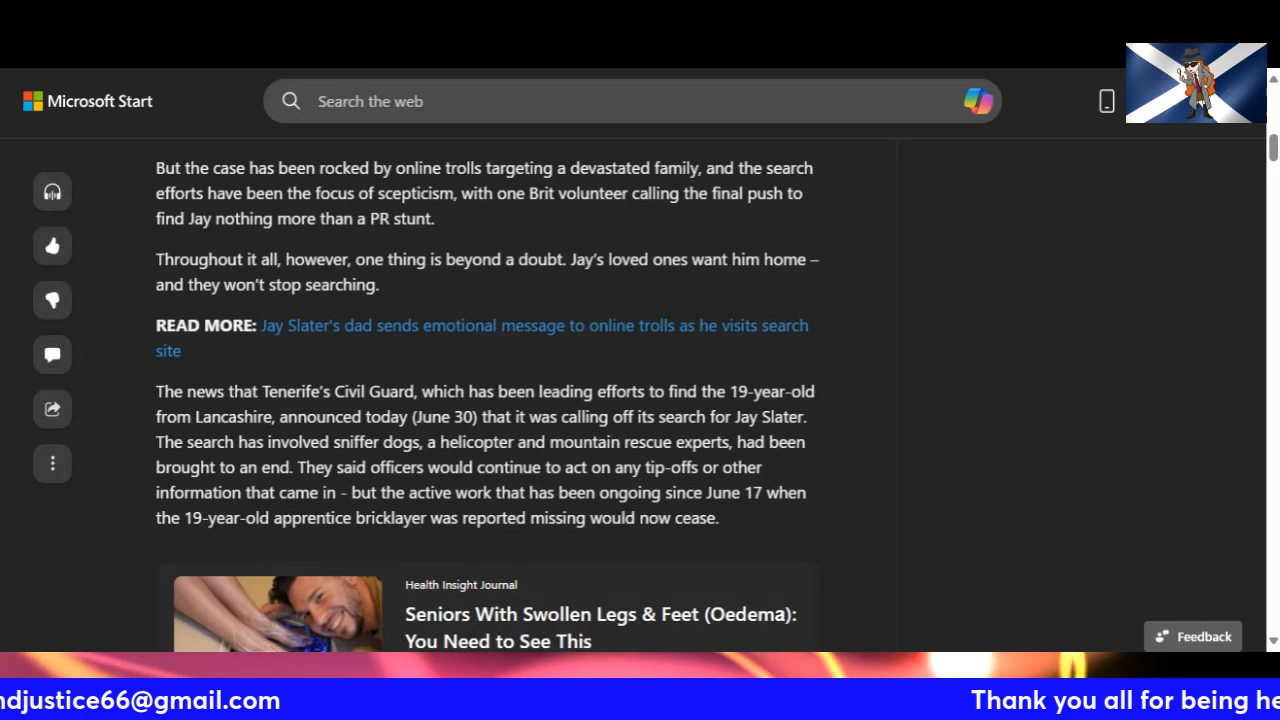 Microsoft Start
Search the web
But the case has been rocked by online trolls targeting a devastated family, and the search
efforts have been the focus of scepticism, with one Brit volunteer calling the final push to
find Jay nothing more than a PR stunt.
Throughout it all, however, one thing is beyond a doubt. Jay's loved ones want him home –
and they won't stop searching.
READ MORE: Jay Slater's dad sends emotional message to online trolls as he visits search
site
The news that Tenerife's Civil Guard, which has been leading efforts to find the 19-year-old
from Lancashire, announced today (June 30) that it was calling off its search for Jay Slater.
The search has involved sniffer dogs, a helicopter and mountain rescue experts, had been
brought to an end. They said officers would continue to act on any tip-offs or other
information that came in - but the active work that has been ongoing since June 17 when
the 19-year-old apprentice bricklayer was reported missing would now cease.
Health Insight Journal
Seniors With Swollen Legs & Feet (Oedema):
You Need to See This
Feedback
ndjustice66@gmail.com
Thank you all for being he